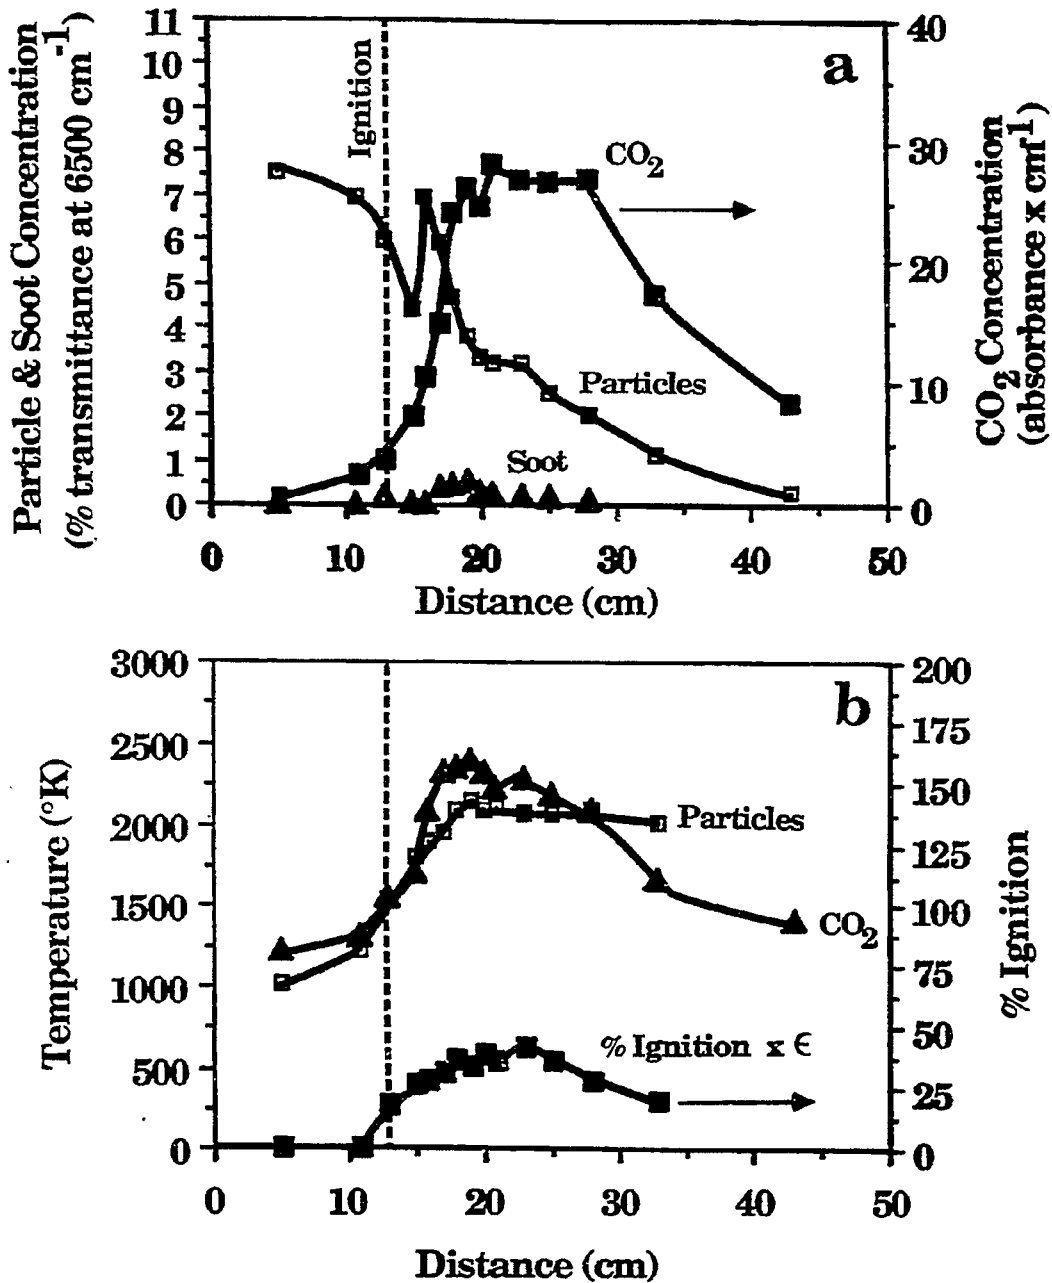 a
Particle & Soot Concentration
(% transmittance at 6500 cm-1)
11
10
9
8
7
6
5
4
3
2
1
0
Ignition
CO2
Particles
Soot
40
30
20
10
0
CO2 Concentration
(absorbance x cm-1)
0 10 20 30 40 50
Distance (cm)
b
Temperature (°K)
3000
2500
2000
1500
1000
500
0
Particles
CO2
% Ignition x ϵ
200
175
150
125
100
75
50
25
0
% Ignition
0 10 20 30 40 50
Distance (cm)